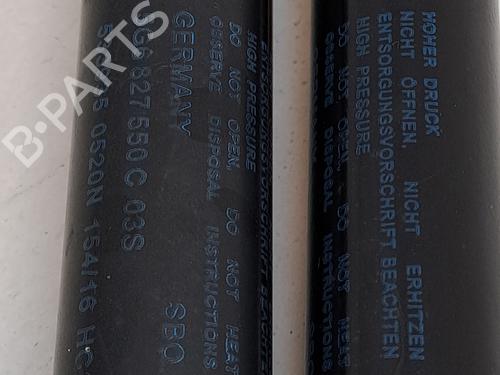 GERMANY
5G6 827 550 C 03S
0520N 154/16 HC
SBO
HIGH PRESSURE
DO NOT OPEN, DO NOT HEAT
OBSERVE DISPOSAL INSTRUCTIONS
HOHER DRUCK
NICHT ÖFFNEN, NICHT ERHITZEN
ENTSORGUNGSVORSCHRIFT BEACHTEN
HIGH PRESSURE
DO NOT OPEN, DO NOT HEAT
OBSERVE DISPOSAL INSTRUCTIONS
B-PARTS